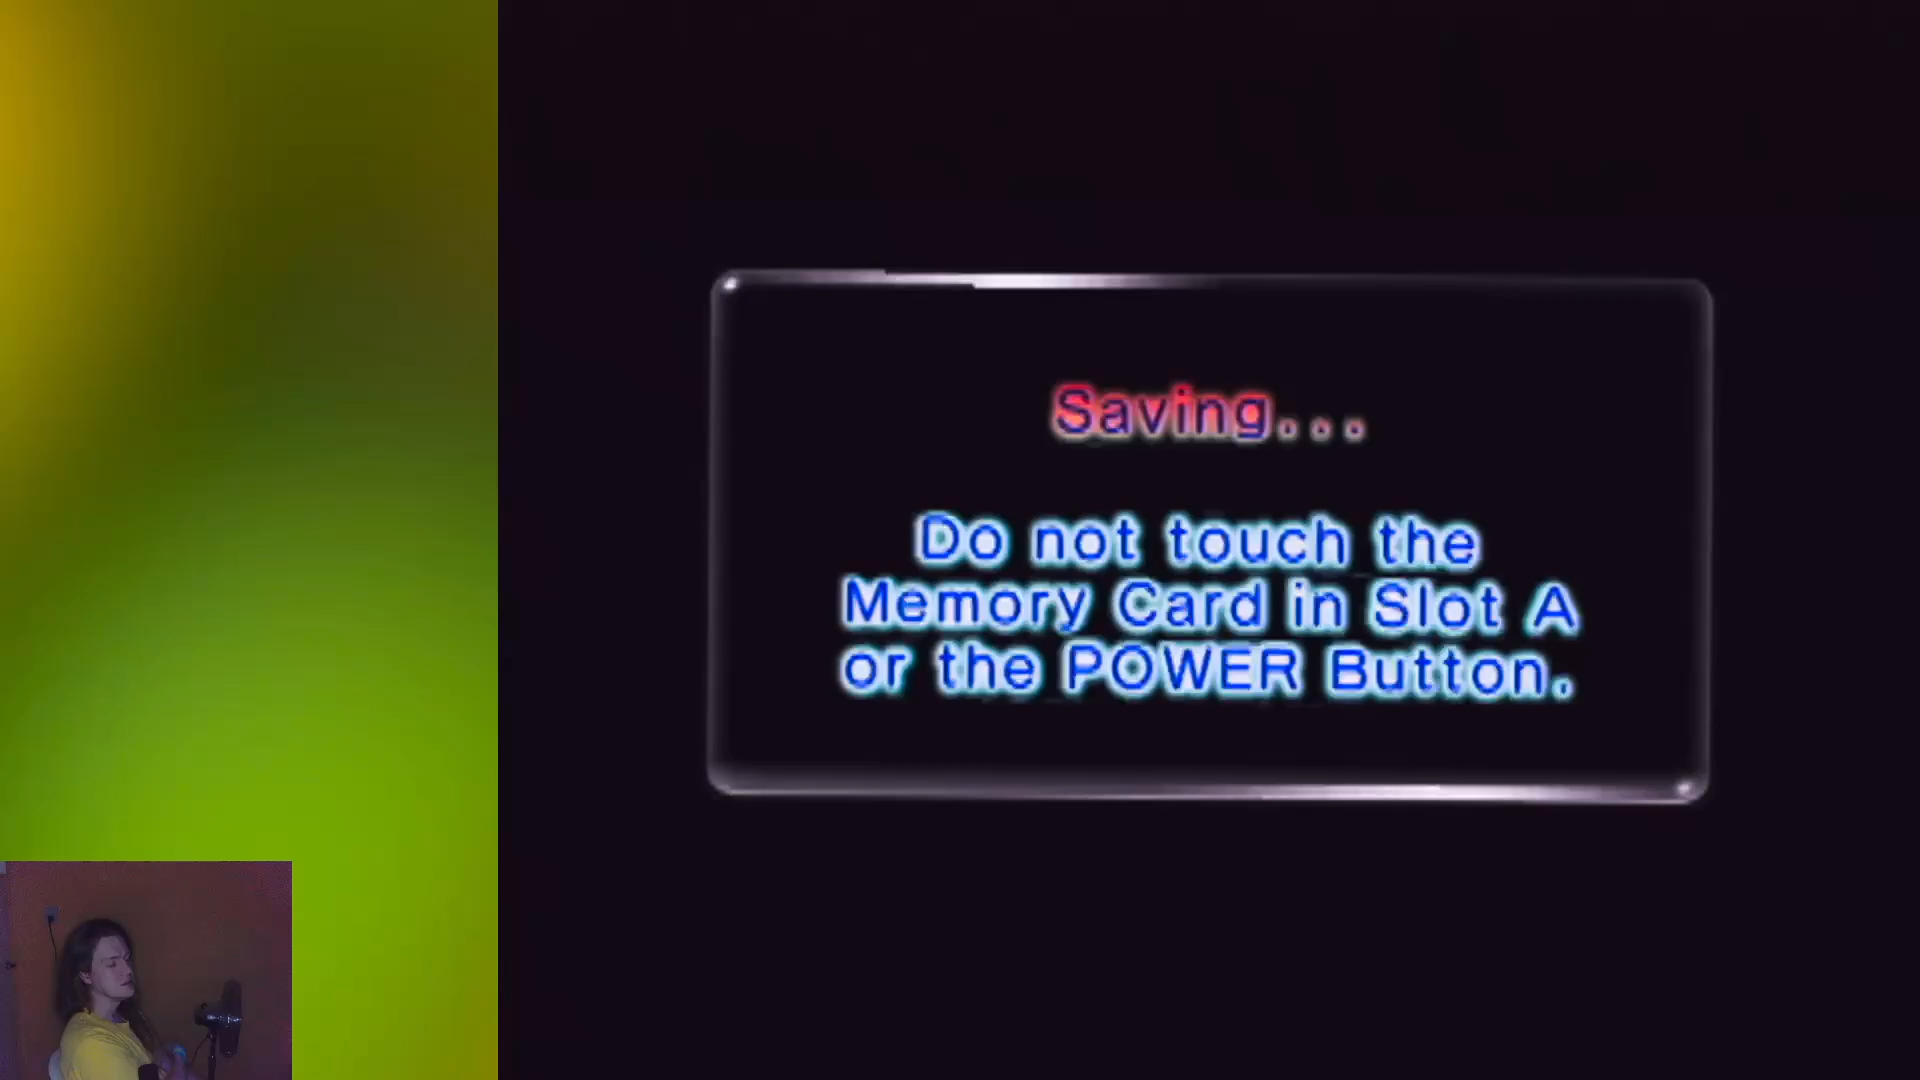 Saving...
Do not touch the
Memory Card in Slot A
or the POWER Button.